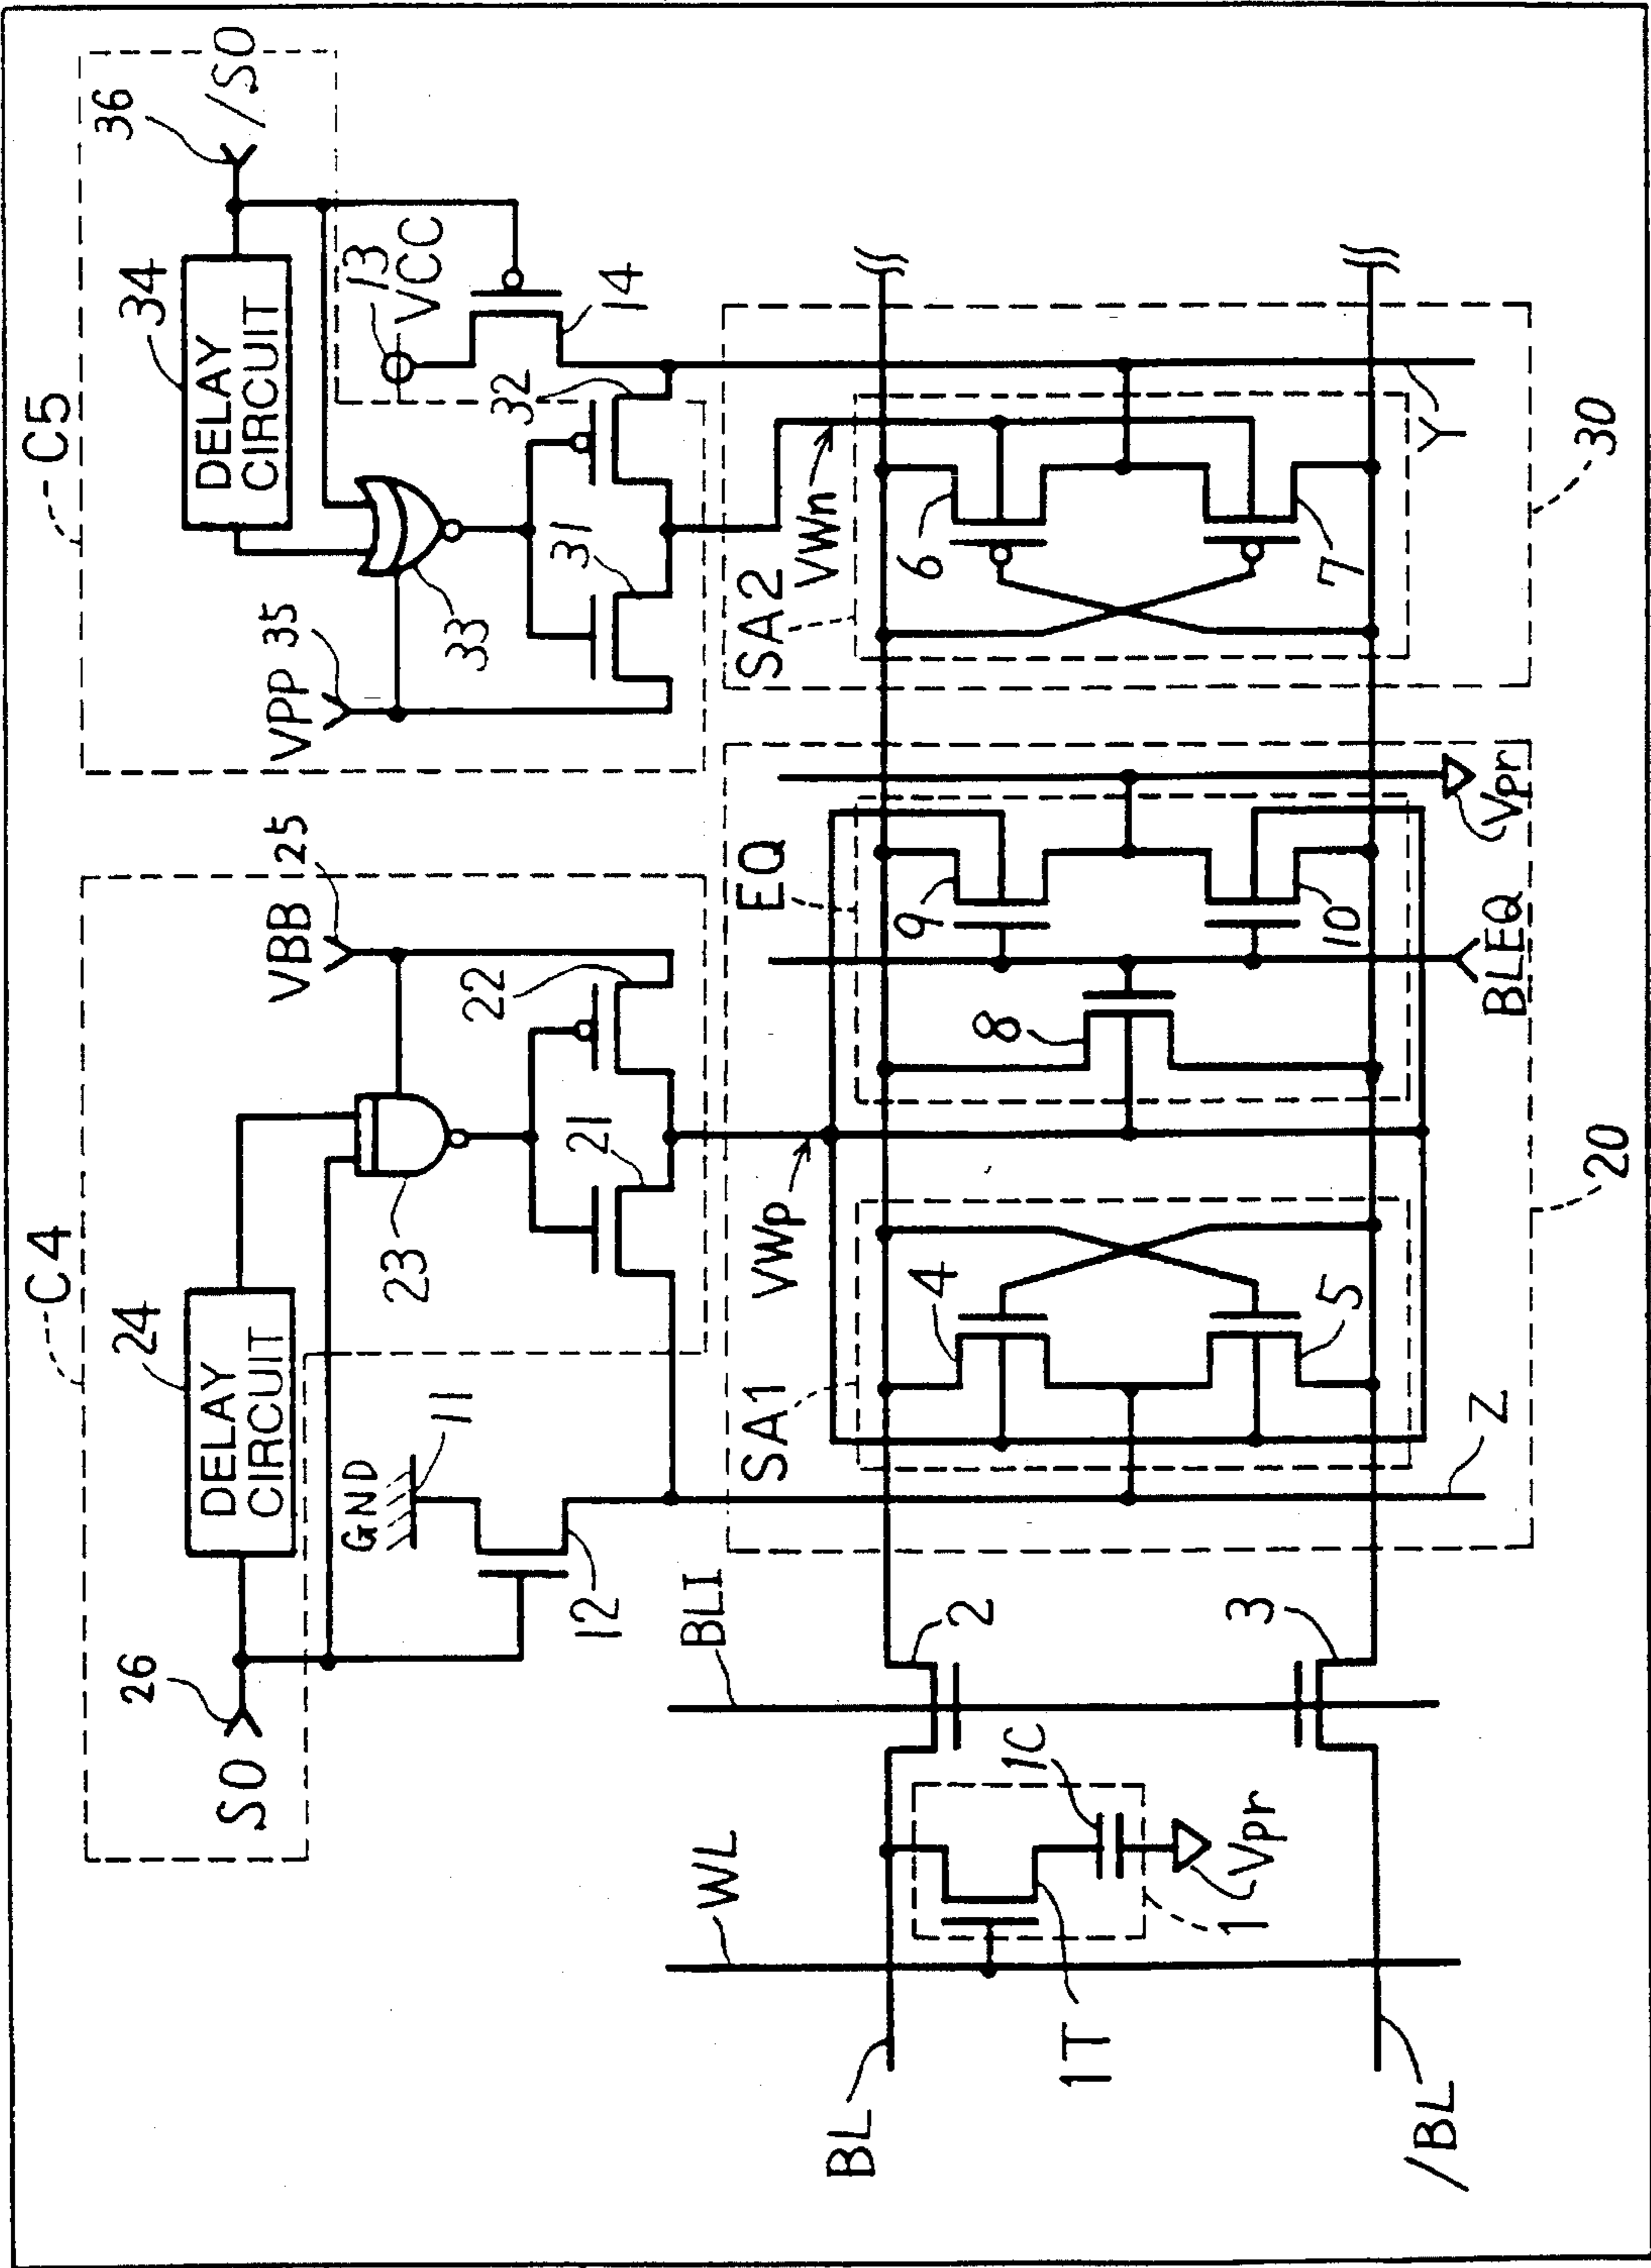 C4
C5
24
DELAY
CIRCUIT
26
SO
23
VBB 25
22
21
GND
11
12
34
DELAY
CIRCUIT
36
/SO
VPP 35
33
31
32
13
VCC
14
WL
BLI
SA1
VWp
EQ
SA2
VWn
BL
1T
1C
1
Vpr
2
3
4
5
8
9
10
6
7
/BL
Z
20
BLEQ
Vpr
Y
30